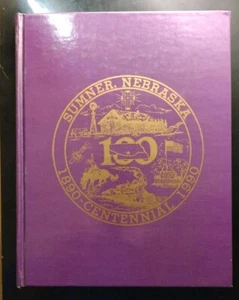 SUMNER, NEBRASKA
100
1890-CENTENNIAL 1990